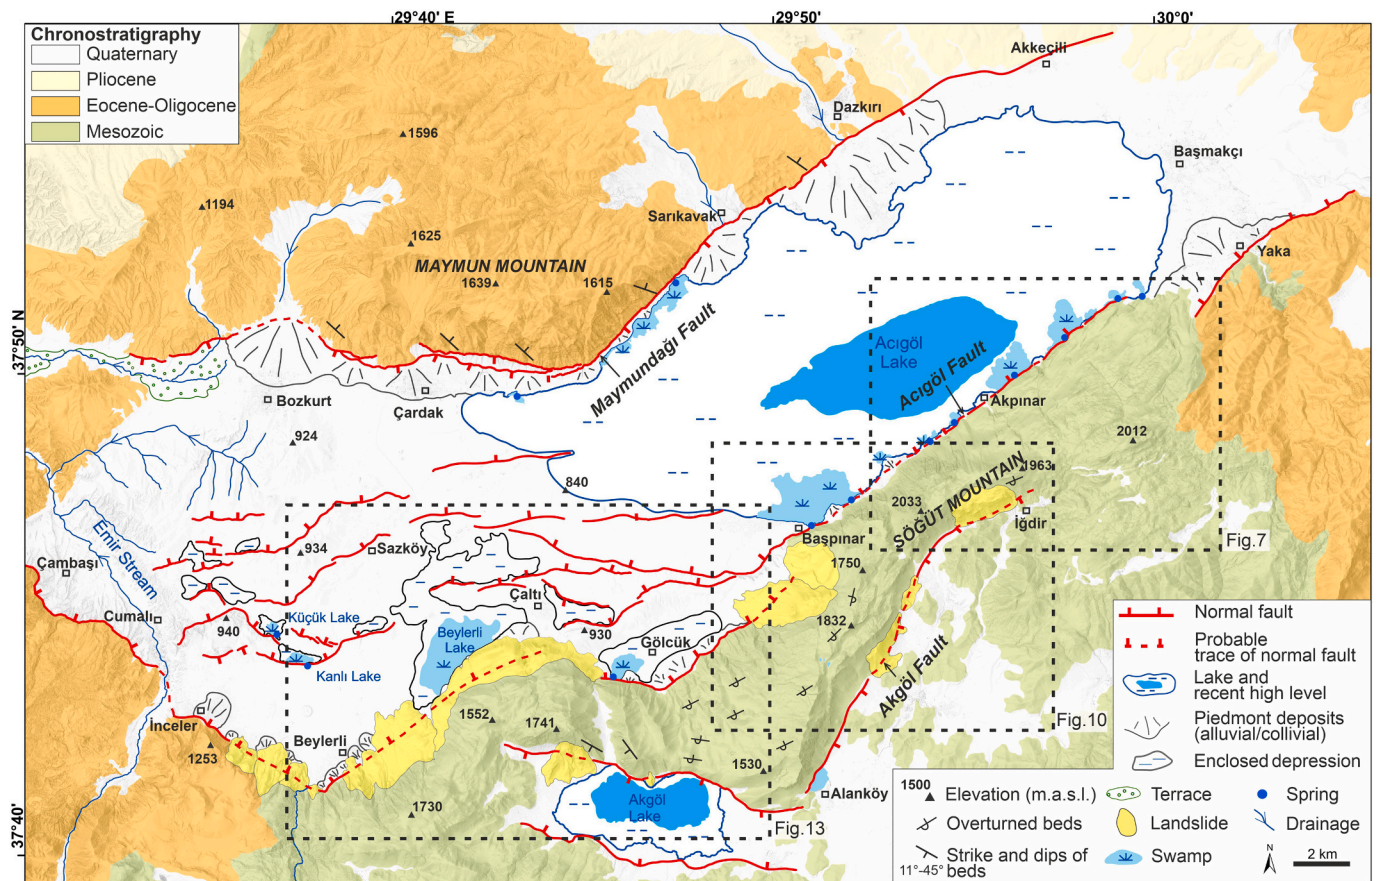 29°40' E
29°50'
30°0'
Chronostratigraphy
Quaternary
Pliocene
Eocene-Oligocene
Mesozoic
Akkeçili
Dazkırı
1596
Başmakçı
1194
Sarıkavak
1625
MAYMUN MOUNTAIN
1639
1615
Yaka
37°50' N
Maymundağı Fault
Acıgöl
Lake
Acıgöl Fault
Bozkurt
Çardak
Akpınar
924
2012
840
1963
2033
SÖĞÜT MOUNTAIN
İğdir
Başpınar
Fig.7
Emir Stream
934
Sazköy
Çambaşı
1750
Çaltı
Cumalı
940
Küçük Lake
930
1832
Beylerli
Lake
Gölcük
Kanlı Lake
Akgöl Fault
İnceler
1552
1741
Fig.10
Beylerli
1253
1530
Alanköy
1730
Akgöl
Lake
Fig.13
37°40'
Normal fault
Probable
trace of normal fault
Lake and
recent high level
Piedmont deposits
(alluvial/collivial)
Enclosed depression
1500
Elevation (m.a.s.l.)
Terrace
Spring
Overturned beds
Landslide
Drainage
11°-45°
Strike and dips of
beds
Swamp
N
2 km